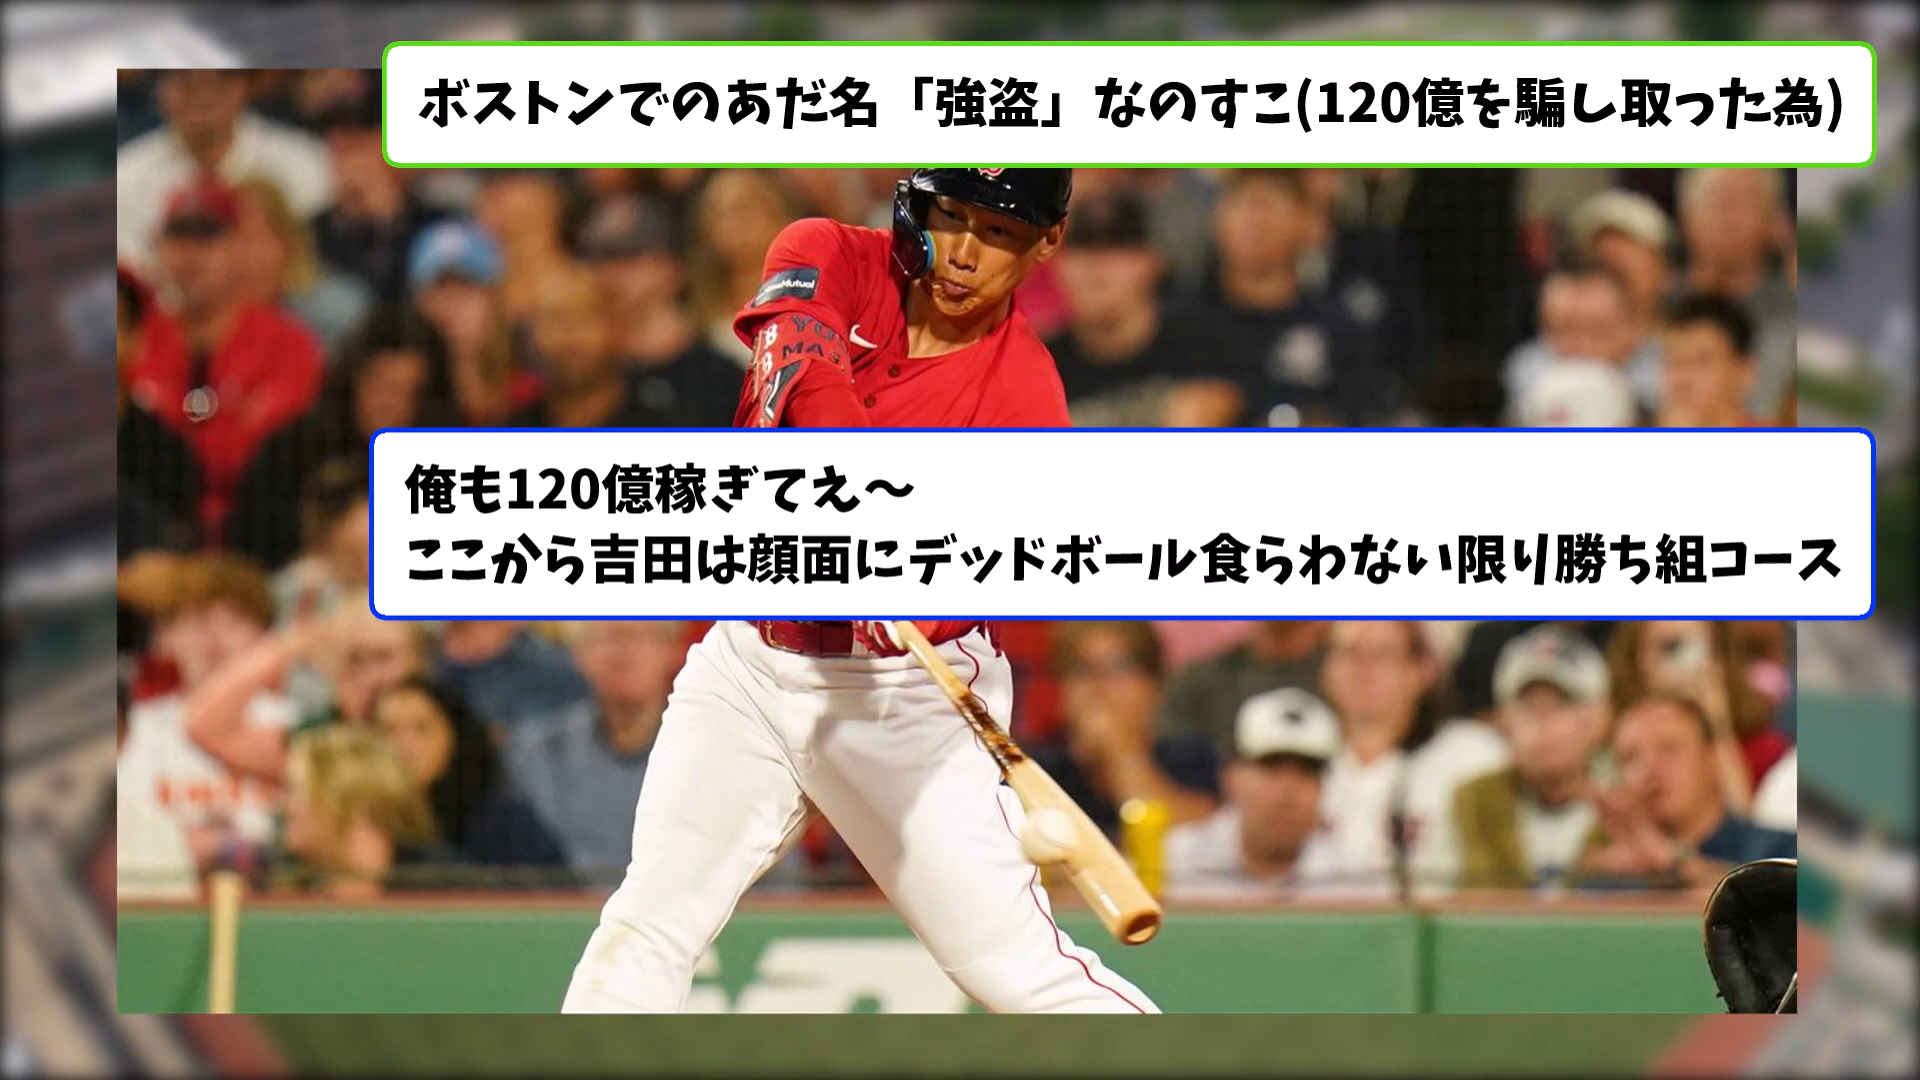 ボストンでのあだ名「強盗」なのすこ(120億を騙し取った為)
俺も120億稼ぎてえ～
ここから吉田は顔面にデッドボール食らわない限り勝ち組コース